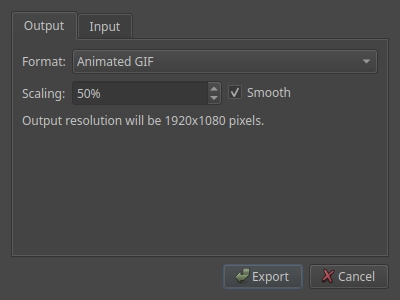 Output Input
Format: Animated GIF
Scaling: 50% Smooth
Output resolution will be 1920x1080 pixels.
Export Cancel